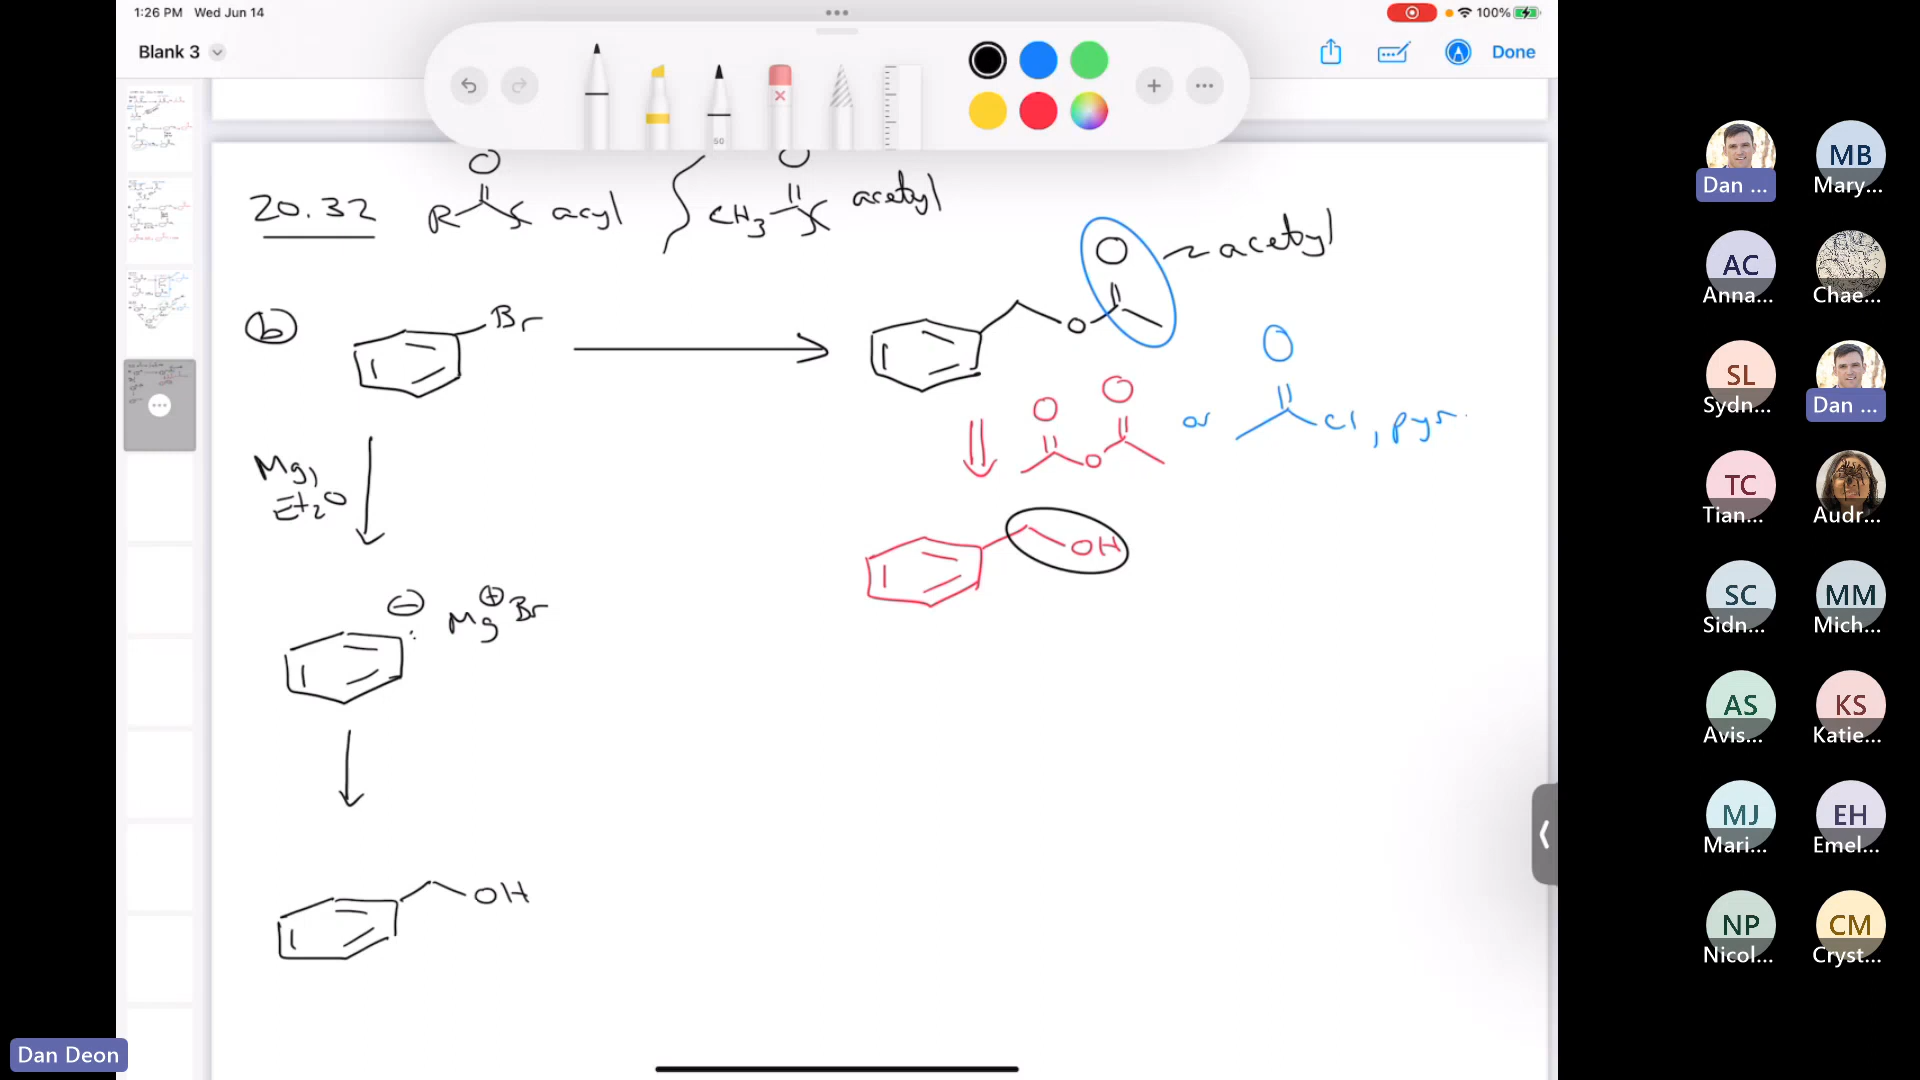 1:26 PM Wed Jun 14
100%
Blank 3
Done
50
20.32
O
R
acyl
O
CH3
acetyl
O
acetyl
b
Br
O
O
O
O
O
or
Cl, pyr.
Mg,
Et2O
OH
⊖
Mg ⊕ Br
OH
Dan ...
MB
Mary...
AC
Anna...
Chae...
SL
Sydn...
Dan ...
TC
Tian...
Audr...
SC
Sidn...
MM
Mich...
AS
Avis...
KS
Katie...
MJ
Mari...
EH
Emel...
NP
Nicol...
CM
Cryst...
Dan Deon